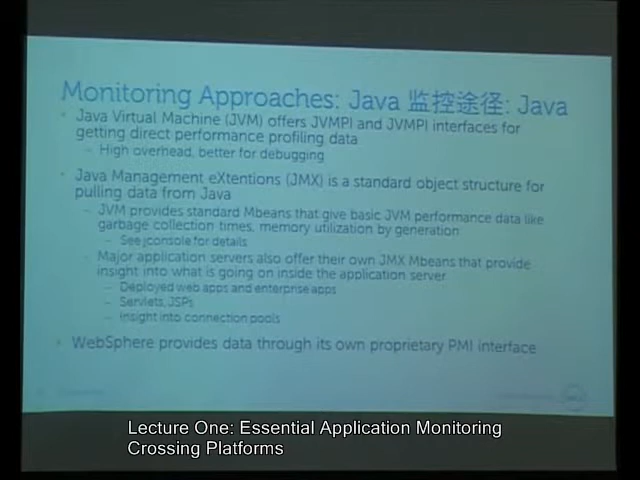 Monitoring Approaches: Java 监控途径: Java
Java Virtual Machine (JVM) offers JVMPI and JVMPI interfaces for
getting direct performance profiling data
– High overhead, better for debugging
Java Management eXtentions (JMX) is a standard object structure for
pulling data from Java
– JVM provides standard Mbeans that give basic JVM performance data like
garbage collection times, memory utilization by generation
– See jconsole for details
– Major application servers also offer their own JMX Mbeans that provide
insight into what is going on inside the application server
– Deployed web apps and enterprise apps
– Servlets, JSPs
– Insight into connection pools
WebSphere provides data through its own proprietary PMI interface
Lecture One: Essential Application Monitoring
Crossing Platforms